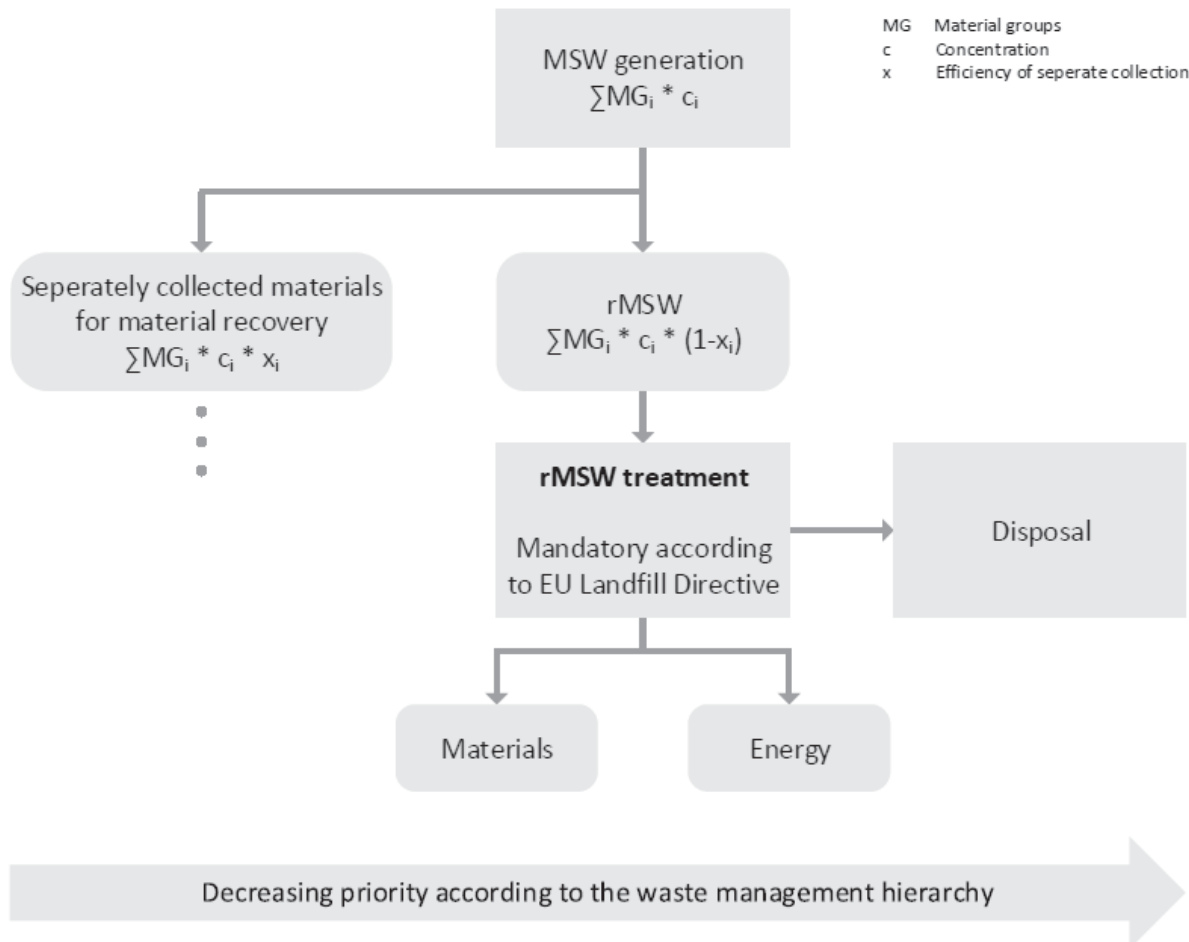 MG Material groups
c Concentration
x Efficiency of seperate collection
MSW generation
∑MGᵢ * cᵢ
Seperately collected materials
for material recovery
∑MGᵢ * cᵢ * xᵢ
rMSW
∑MGᵢ * cᵢ * (1-xᵢ)
rMSW treatment
Mandatory according
to EU Landfill Directive
Disposal
Materials
Energy
Decreasing priority according to the waste management hierarchy